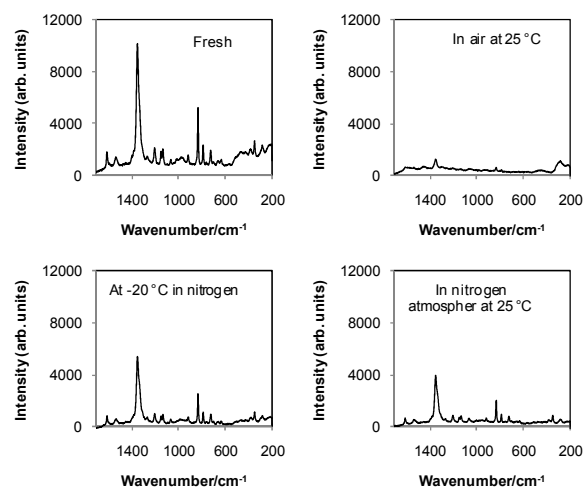 12000
8000
4000
0
Intensity (arb. units)
Fresh
1400 1000 600 200
Wavenumber/cm-1
12000
8000
4000
0
Intensity (arb. units)
In air at 25 °C
1400 1000 600 200
Wavenumber/cm-1
12000
8000
4000
0
Intensity (arb. units)
At -20 °C in nitrogen
1400 1000 600 200
Wavenumber/cm-1
12000
8000
4000
0
Intensity (arb. units)
In nitrogen
atmospher at 25 °C
1400 1000 600 200
Wavenumber/cm-1